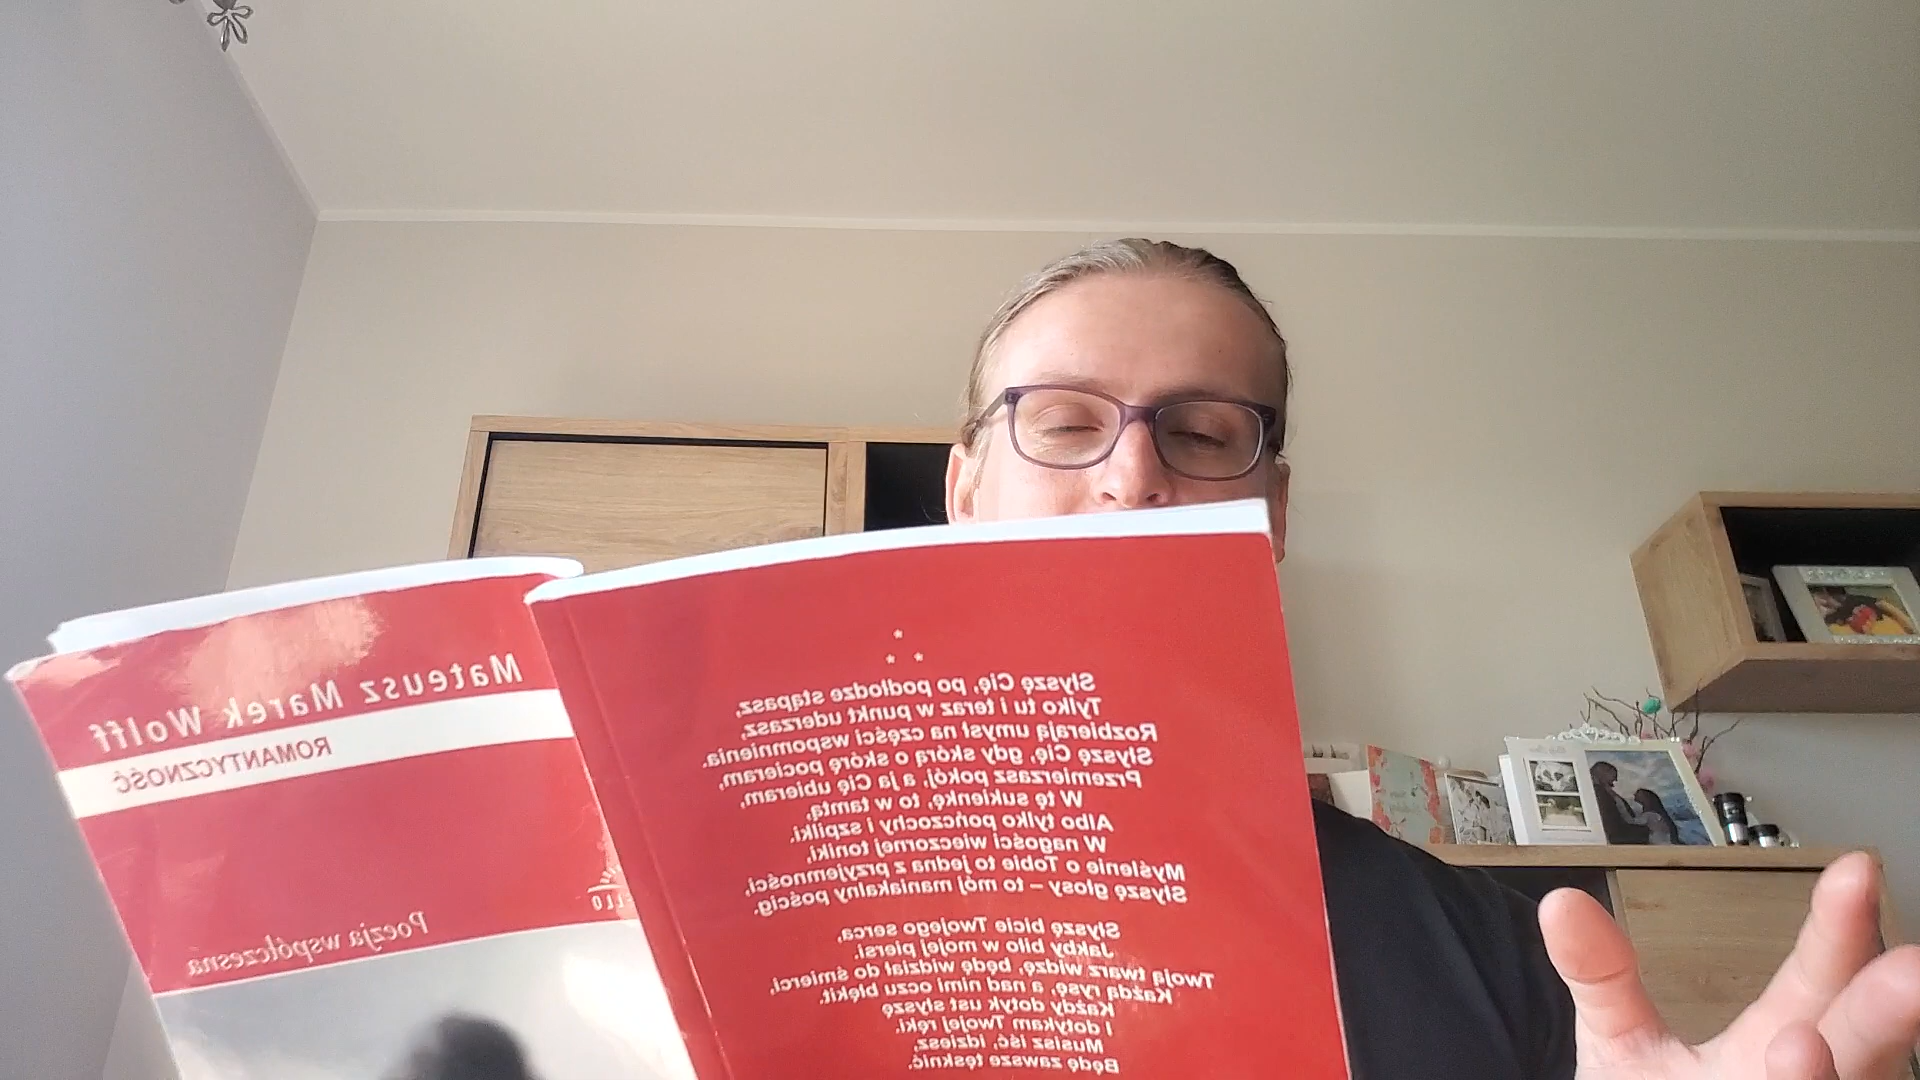 Mateusz Marek Wolff
ROMANTYCZNOŚĆ
Poezja współczesna
Słyszę Cię, po podłodze stąpasz,
Tylko tu i teraz w punkt uderzasz,
Rozbierają umysł na części wspomnienia.
Słyszę Cię, gdy skórą o skórę pocieram,
Przemierzasz pokój, a ja Cię ubieram,
W tę sukienkę, to w tamtą,
Albo tylko pończochy i szpilki.
W nagości wieczornej toniki,
Myślenie o Tobie to jedna z przyjemności,
Słyszę głosy – to mój maniakalny pościg.
Słyszę bicie Twojego serca,
Jakby biło w mojej piersi.
Twoją twarz widzę, będę widział do śmierci,
Każdą rysę, a nad nimi oczu błękit.
Każdy dotyk ust słyszę
I dotykam Twojej ręki.
Musisz iść, idziesz,
Będę zawsze tęsknić.